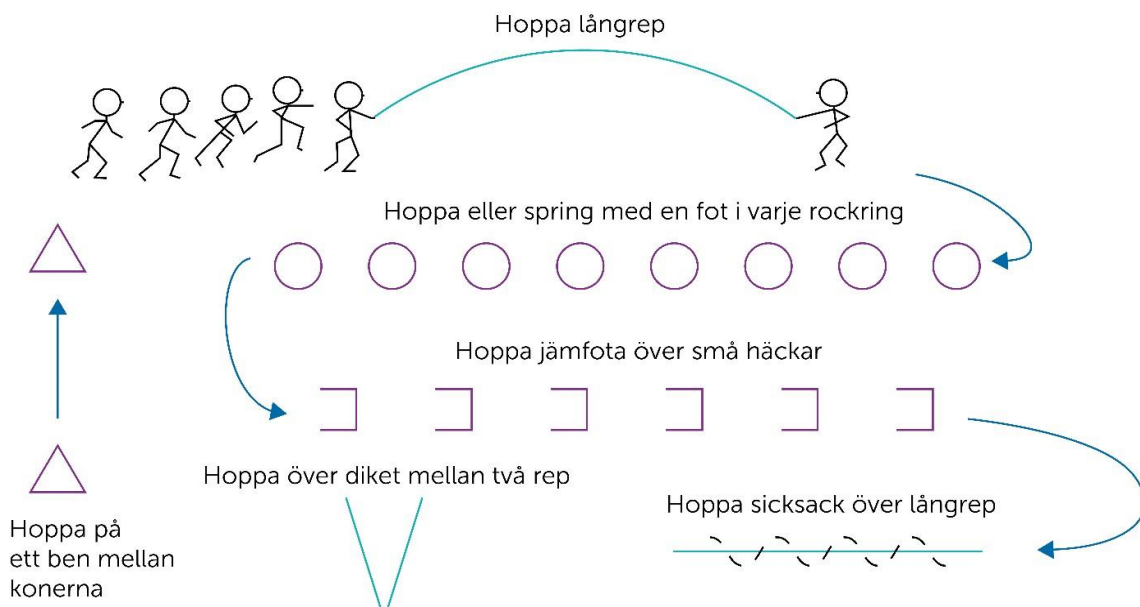 Hoppa långrep
Hoppa eller spring med en fot i varje rockring
Hoppa jämfota över små häckar
Hoppa över diket mellan två rep
Hoppa sicksack över långrep
Hoppa på
ett ben mellan
konerna